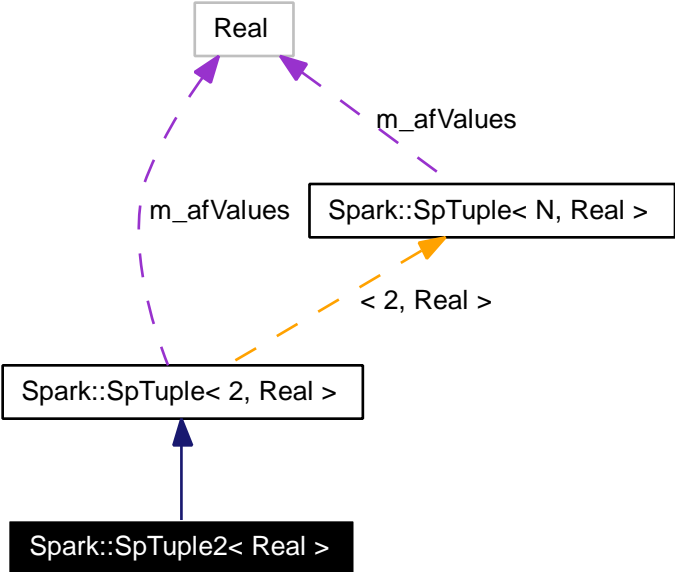 Real
m_afValues
m_afValues
Spark::SpTuple< N, Real >
< 2, Real >
Spark::SpTuple< 2, Real >
Spark::SpTuple2< Real >